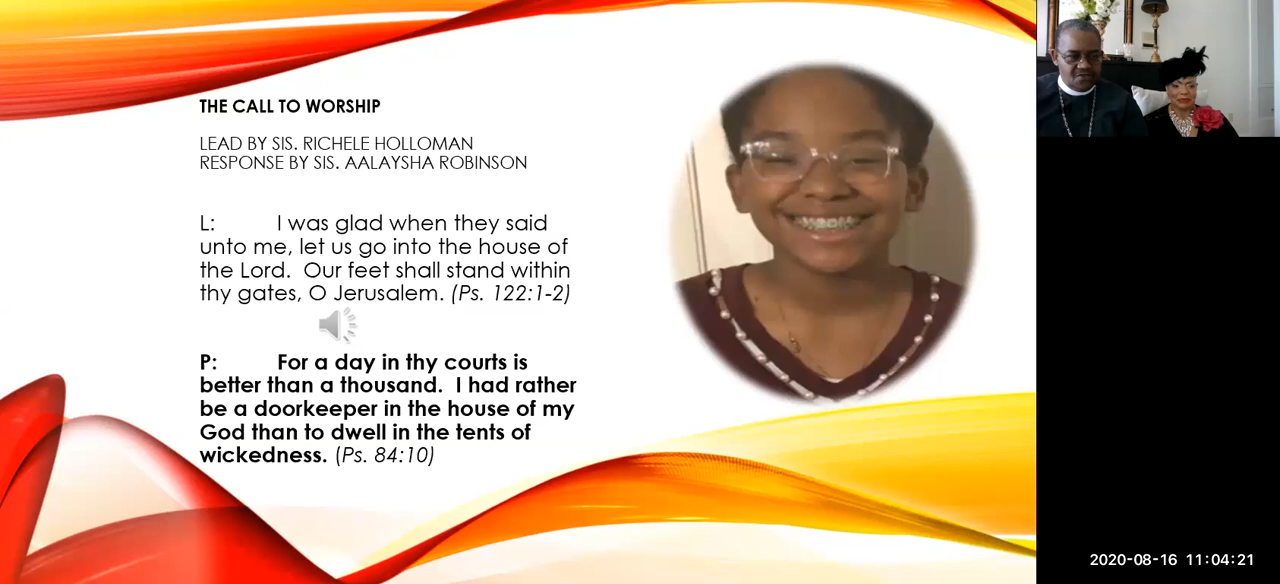 THE CALL TO WORSHIP
LEAD BY SIS. RICHELE HOLLOMAN
RESPONSE BY SIS. AALAYSHA ROBINSON
L: I was glad when they said
unto me, let us go into the house of
the Lord. Our feet shall stand within
thy gates, O Jerusalem. (Ps. 122:1-2)
P: For a day in thy courts is
better than a thousand. I had rather
be a doorkeeper in the house of my
God than to dwell in the tents of
wickedness. (Ps. 84:10)
2020-08-16 11:04:21